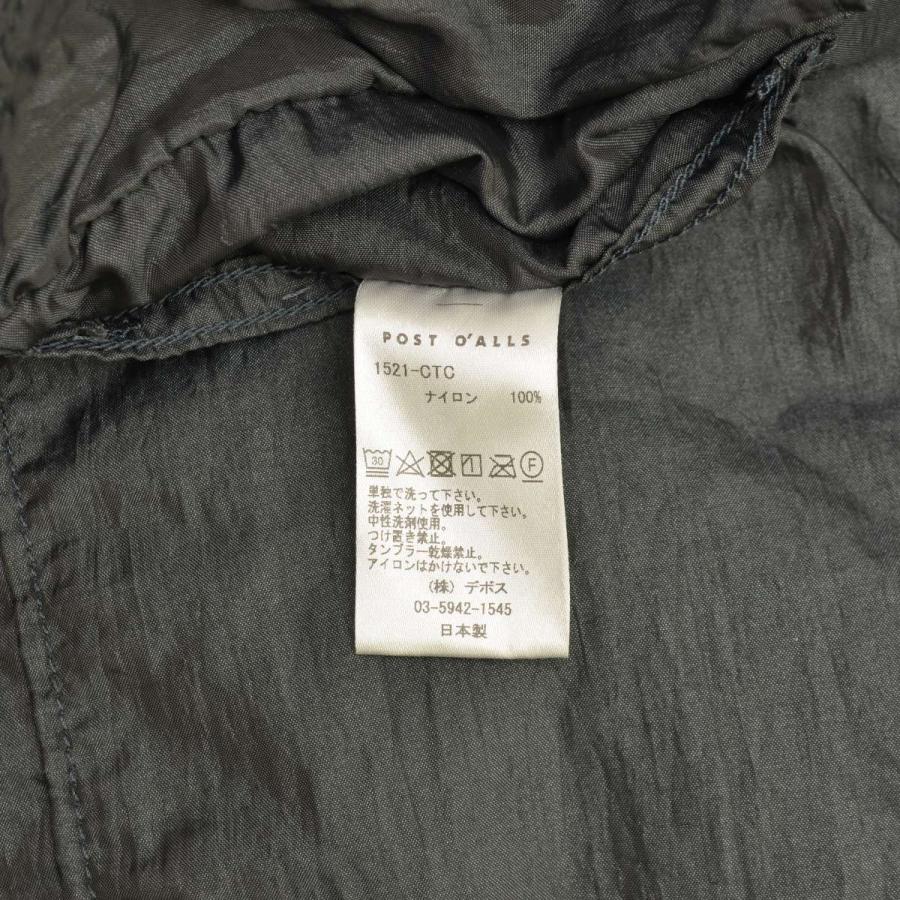 POST O'ALLS
1521-CTC
ナイロン 100%
30 F
単独で洗って下さい。
洗濯ネットを使用して下さい。
中性洗剤使用。
つけ置き禁止。
タンブラー乾燥禁止。
アイロンはかけないで下さい。
(株) デポス
03-5942-1545
日本製